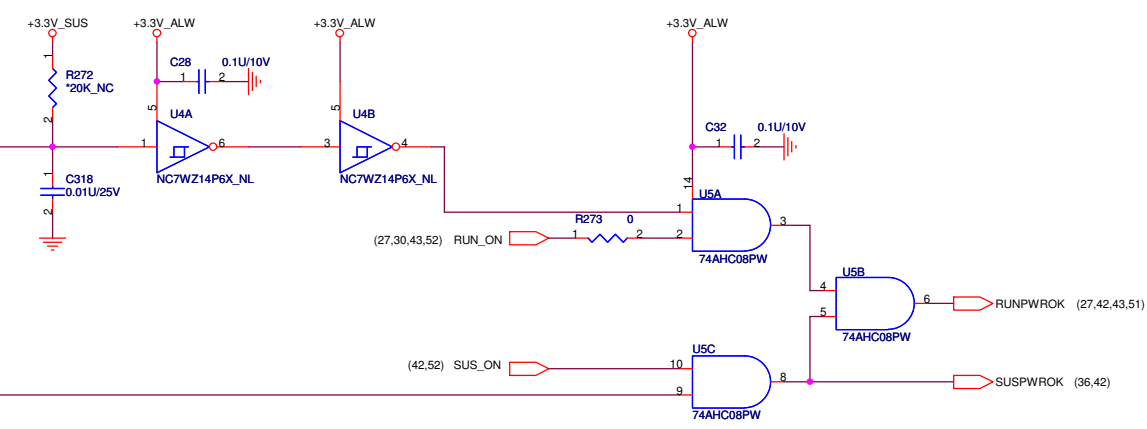 +3.3V_SUS
+3.3V_ALW
+3.3V_ALW
+3.3V_ALW
1
R272
*20K_NC
2
C28
0.1U/10V
1
2
5
U4A
1
6
NC7WZ14P6X_NL
5
U4B
3
4
NC7WZ14P6X_NL
1
C318
0.01U/25V
2
C32
0.1U/10V
1
2
14
U5A
1
2
3
74AHC08PW
R273
0
(27,30,43,52)
RUN_ON
1
2
U5B
4
5
6
74AHC08PW
RUNPWROK
(27,42,43,51)
U5C
(42,52)
SUS_ON
10
9
8
74AHC08PW
SUSPWROK
(36,42)